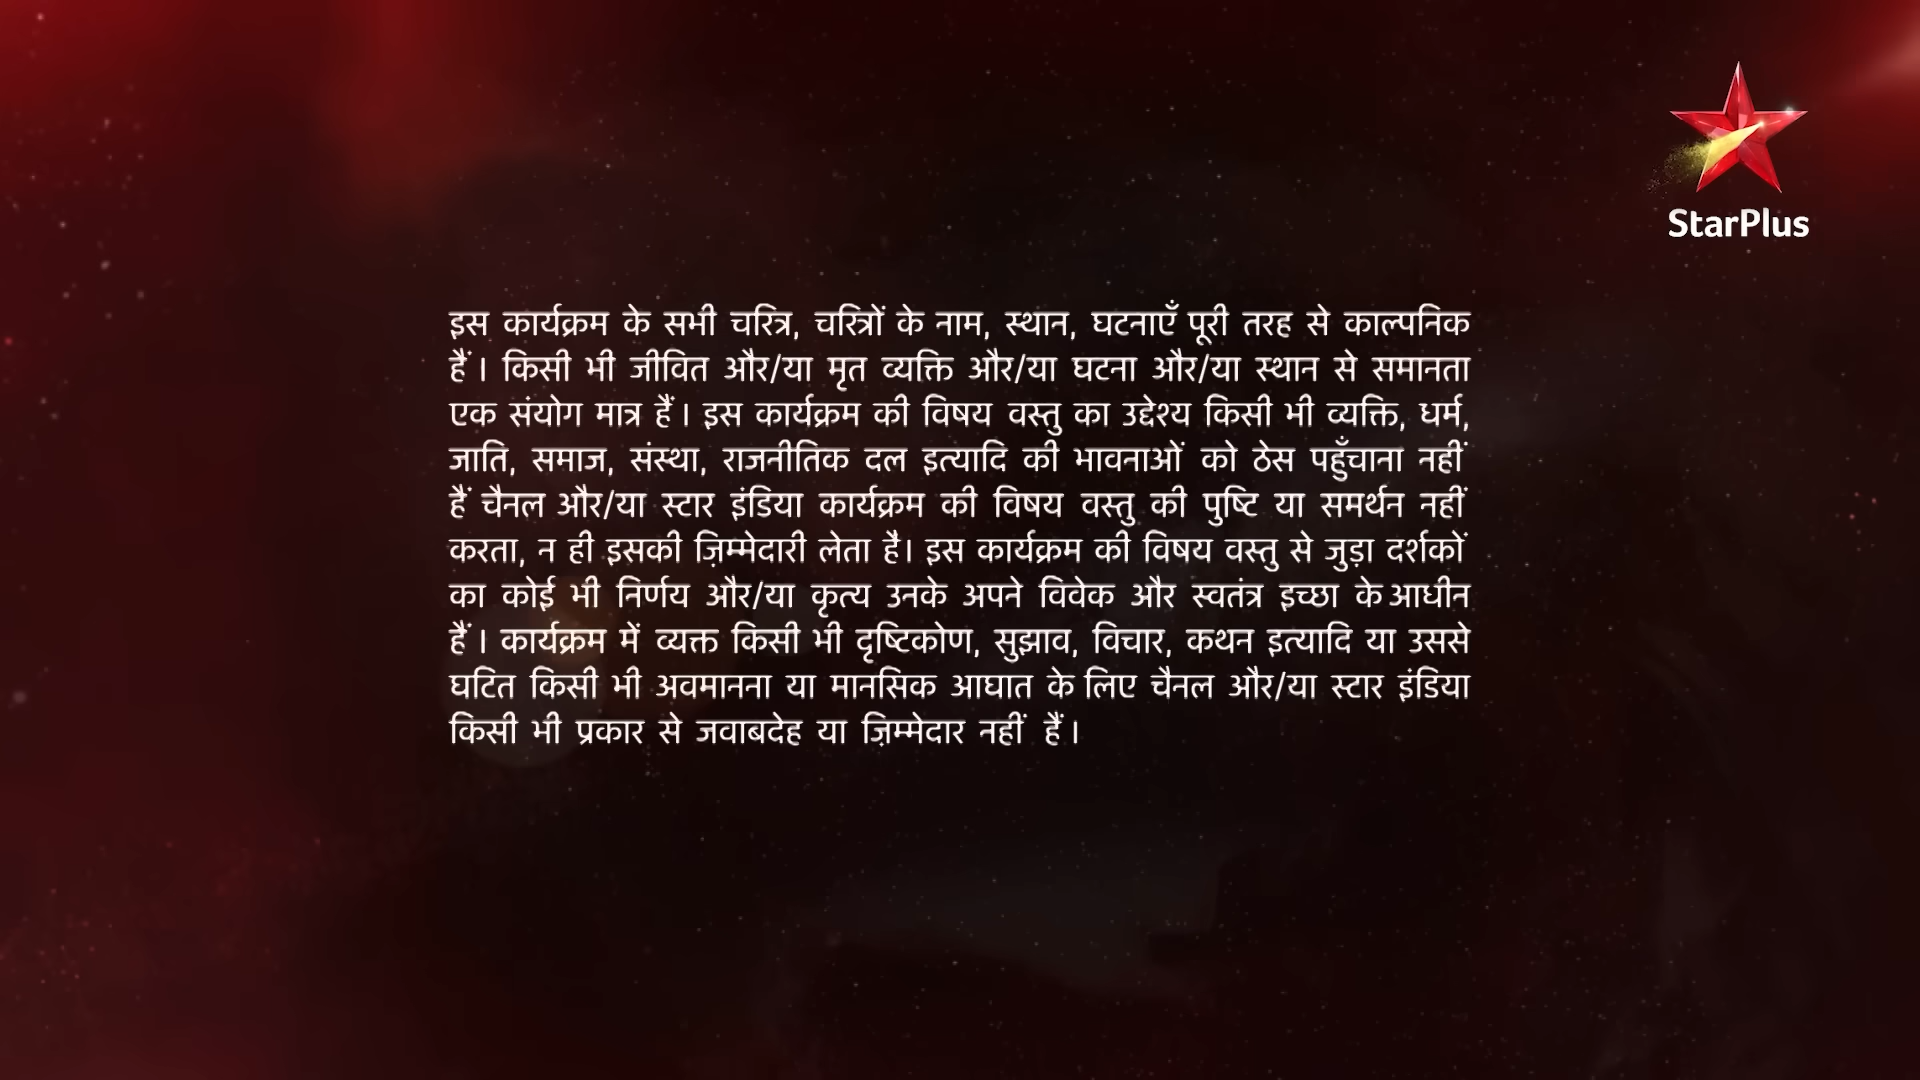 StarPlus
इस कार्यक्रम के सभी चरित्र, चरित्रों के नाम, स्थान, घटनाएँ पूरी तरह से काल्पनिक
हैं । किसी भी जीवित और/या मृत व्यक्ति और/या घटना और/या स्थान से समानता
एक संयोग मात्र हैं । इस कार्यक्रम की विषय वस्तु का उद्देश्य किसी भी व्यक्ति, धर्म,
जाति, समाज, संस्था, राजनीतिक दल इत्यादि की भावनाओं को ठेस पहुँचाना नहीं
हैं चैनल और/या स्टार इंडिया कार्यक्रम की विषय वस्तु की पुष्टि या समर्थन नहीं
करता, न ही इसकी ज़िम्मेदारी लेता है। इस कार्यक्रम की विषय वस्तु से जुड़ा दर्शकों
का कोई भी निर्णय और/या कृत्य उनके अपने विवेक और स्वतंत्र इच्छा के आधीन
हैं । कार्यक्रम में व्यक्त किसी भी दृष्टिकोण, सुझाव, विचार, कथन इत्यादि या उससे
घटित किसी भी अवमानना या मानसिक आघात के लिए चैनल और/या स्टार इंडिया
किसी भी प्रकार से जवाबदेह या ज़िम्मेदार नहीं हैं ।